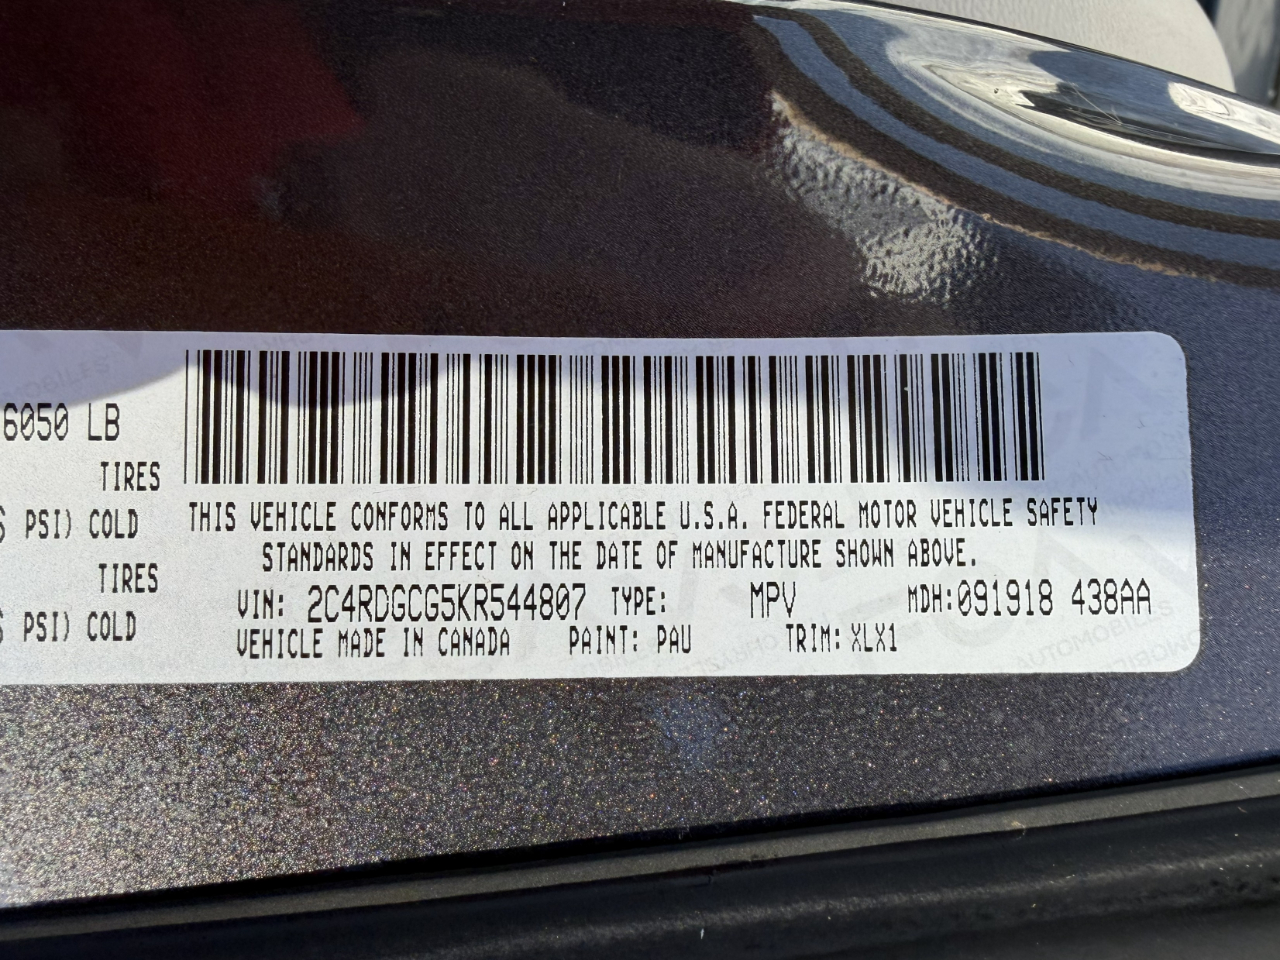 6050 LB
TIRES
PSI) COLD
TIRES
PSI) COLD
THIS VEHICLE CONFORMS TO ALL APPLICABLE U.S.A. FEDERAL MOTOR VEHICLE SAFETY
STANDARDS IN EFFECT ON THE DATE OF MANUFACTURE SHOWN ABOVE.
VIN: 2C4RDGCG5KR544807 TYPE: MPV MDH:091918 438AA
VEHICLE MADE IN CANADA PAINT: PAU TRIM: XLX1